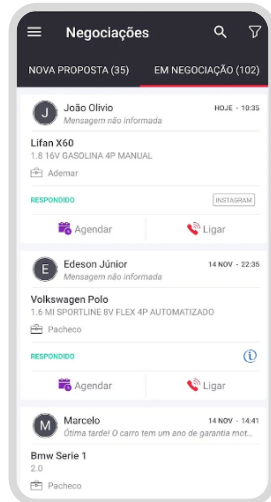 Negociações
NOVA PROPOSTA (35) EM NEGOCIAÇÃO (102)
J João Olivio HOJE - 10:35
Mensagem não informada
Lifan X60
1.8 16V GASOLINA 4P MANUAL
Ademar
RESPONDIDO INSTAGRAM
Agendar Ligar
E Edeson Júnior 14 NOV - 22:35
Mensagem não informada
Volkswagen Polo
1.6 MI SPORTLINE 8V FLEX 4P AUTOMATIZADO
Pacheco
RESPONDIDO
Agendar Ligar
M Marcelo 14 NOV - 14:41
Ótima tarde! O carro tem um ano de garantia mot...
Bmw Serie 1
2.0
Pacheco